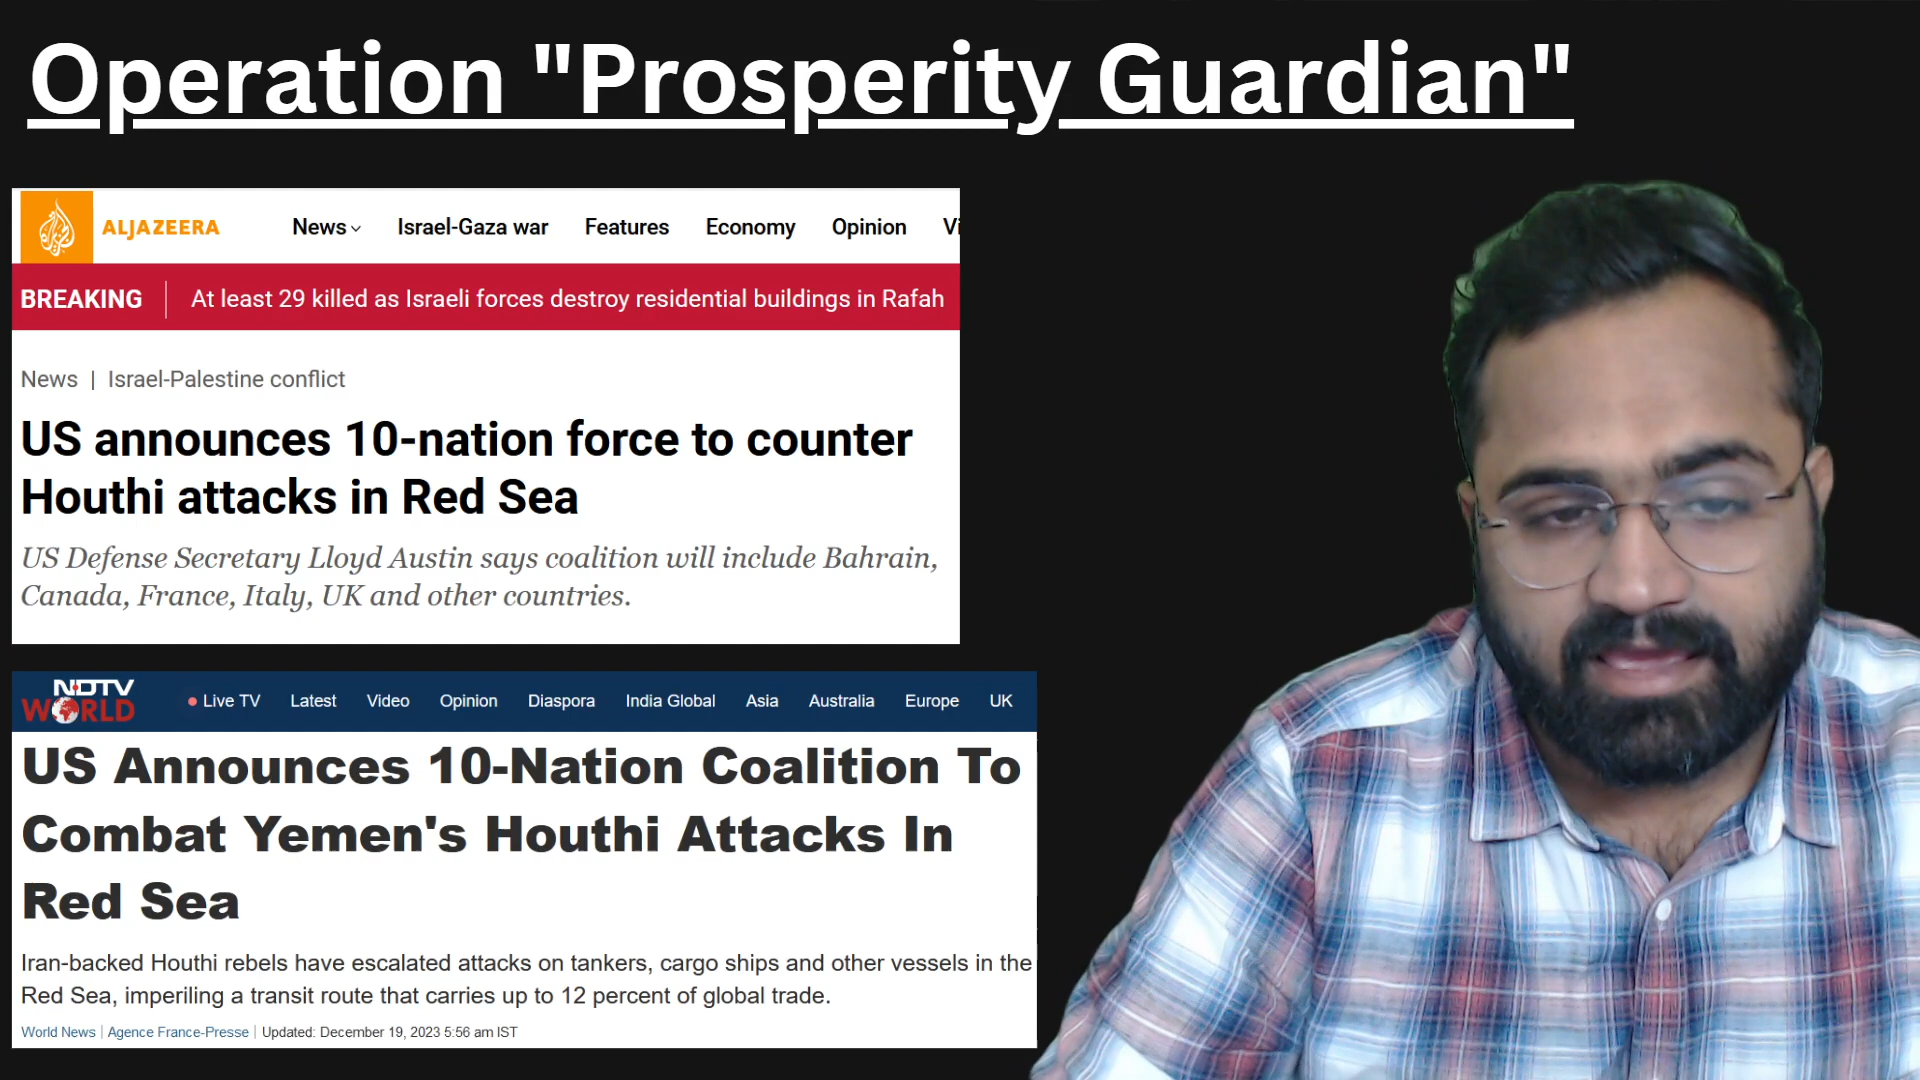 Operation "Prosperity Guardian"
ALJAZEERA
News Israel-Gaza war Features Economy Opinion Vi
BREAKING At least 29 killed as Israeli forces destroy residential buildings in Rafah
News | Israel-Palestine conflict
US announces 10-nation force to counter
Houthi attacks in Red Sea
US Defense Secretary Lloyd Austin says coalition will include Bahrain,
Canada, France, Italy, UK and other countries.
NDTV
WORLD
Live TV Latest Video Opinion Diaspora India Global Asia Australia Europe UK
US Announces 10-Nation Coalition To
Combat Yemen's Houthi Attacks In
Red Sea
Iran-backed Houthi rebels have escalated attacks on tankers, cargo ships and other vessels in the
Red Sea, imperiling a transit route that carries up to 12 percent of global trade.
World News | Agence France-Presse | Updated: December 19, 2023 5:56 am IST